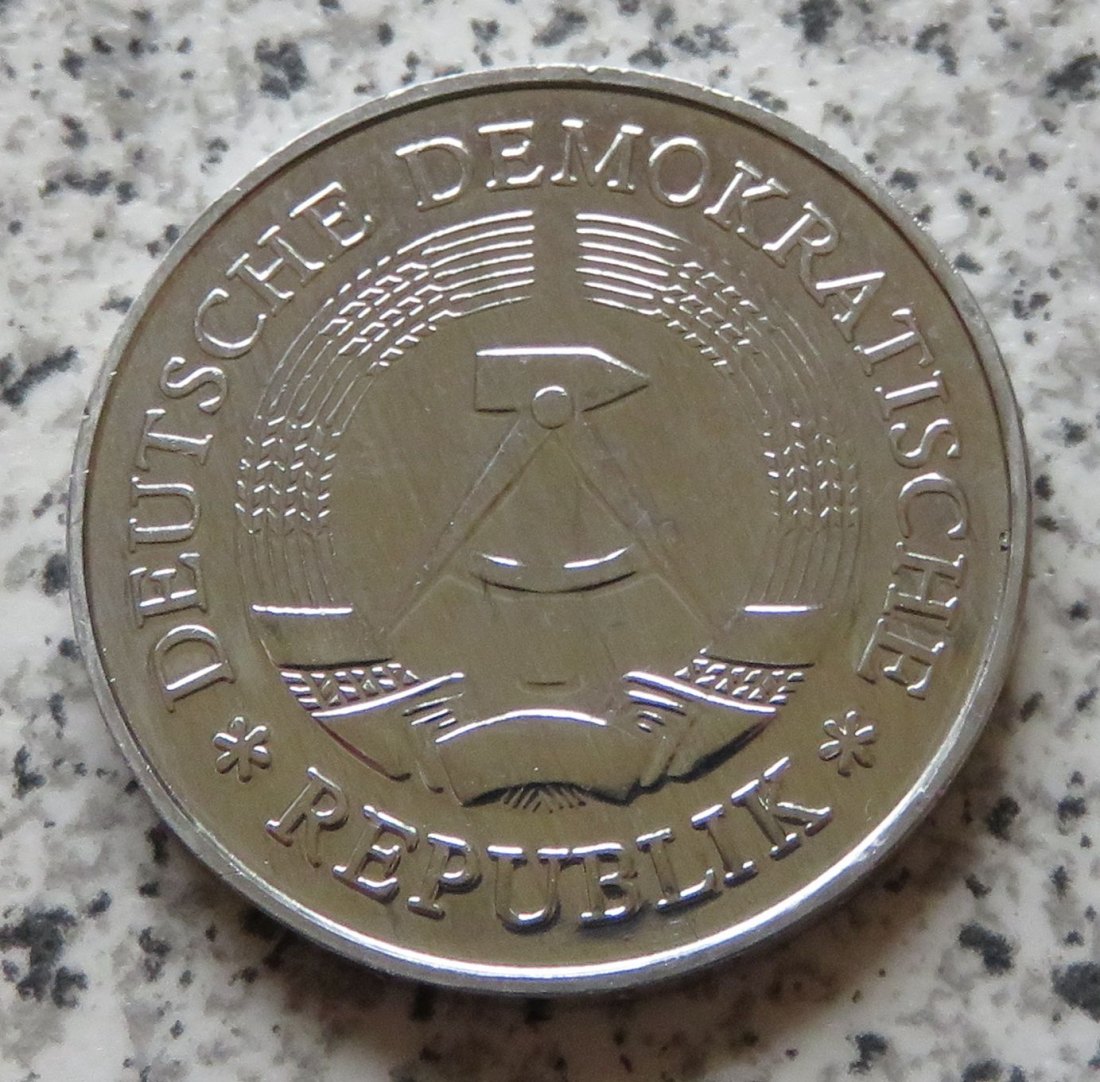 DEUTSCHE DEMOKRATISCHE
* REPUBLIK *